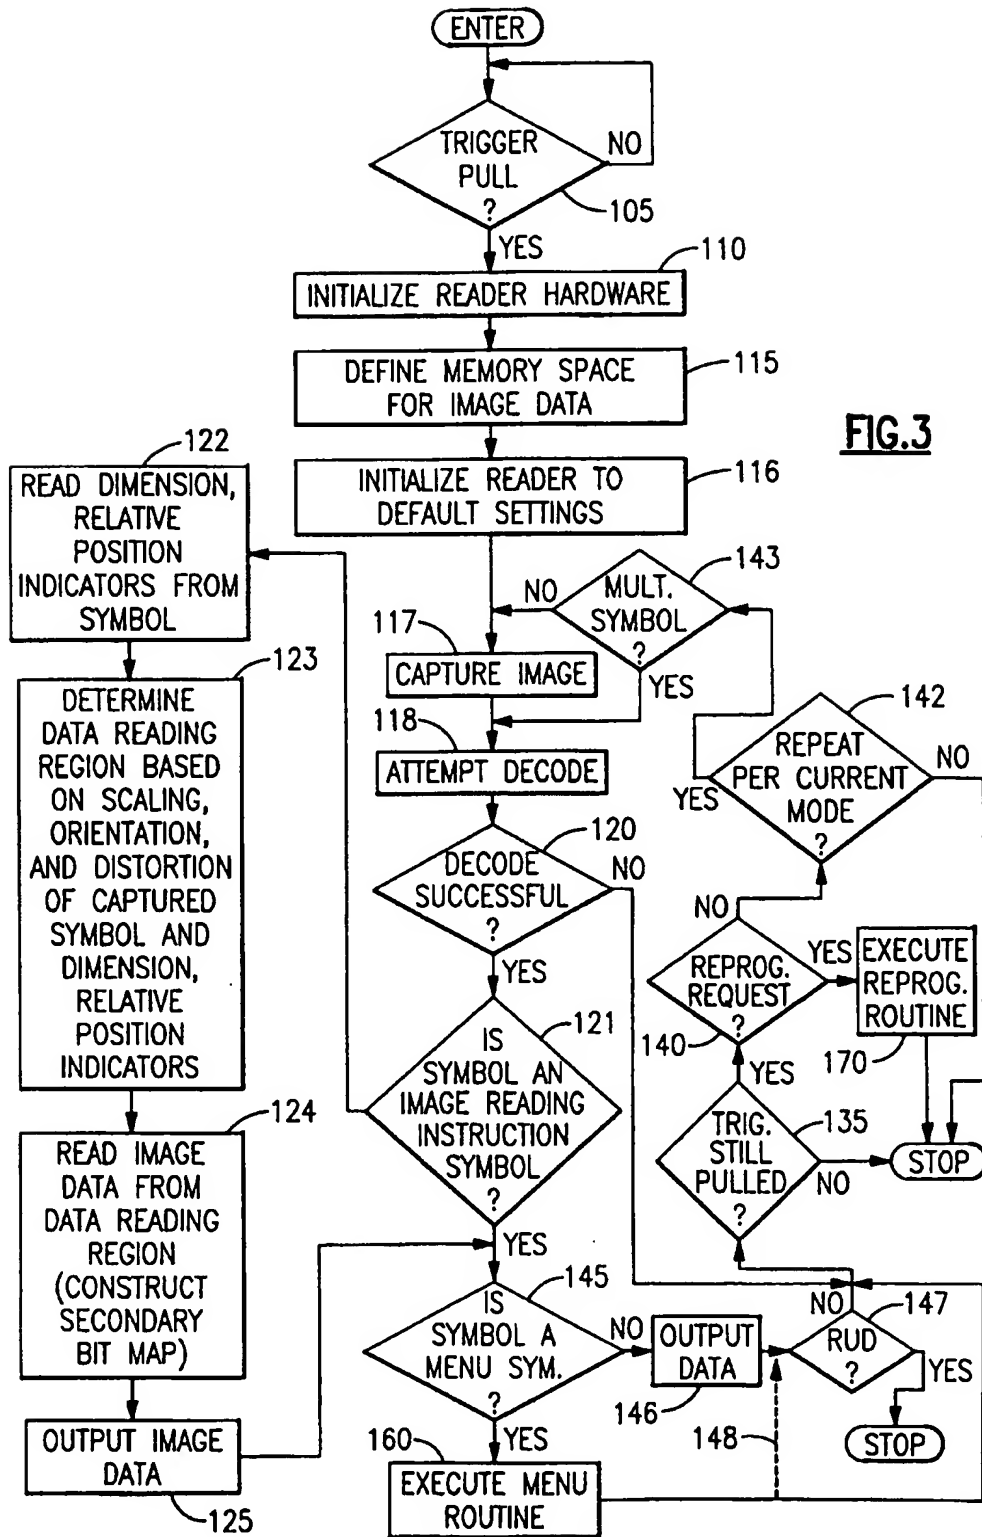 ENTER
TRIGGER
PULL
?
NO
105
YES
110
INITIALIZE READER HARDWARE
DEFINE MEMORY SPACE
FOR IMAGE DATA
115
FIG.3
INITIALIZE READER TO
DEFAULT SETTINGS
116
122
READ DIMENSION,
RELATIVE
POSITION
INDICATORS FROM
SYMBOL
123
DETERMINE
DATA READING
REGION BASED
ON SCALING,
ORIENTATION,
AND DISTORTION
OF CAPTURED
SYMBOL AND
DIMENSION,
RELATIVE
POSITION
INDICATORS
124
READ IMAGE
DATA FROM
DATA READING
REGION
(CONSTRUCT
SECONDARY
BIT MAP)
OUTPUT IMAGE
DATA
125
143
MULT.
SYMBOL
?
NO
YES
117
CAPTURE IMAGE
118
ATTEMPT DECODE
120
DECODE
SUCCESSFUL
?
NO
YES
142
REPEAT
PER CURRENT
MODE
?
NO
YES
NO
REPROG.
REQUEST
?
140
YES
EXECUTE
REPROG.
ROUTINE
170
121
IS
SYMBOL AN
IMAGE READING
INSTRUCTION
SYMBOL
?
YES
YES
135
TRIG.
STILL
PULLED
?
NO
STOP
145
IS
SYMBOL A
MENU SYM.
?
NO
OUTPUT
DATA
146
NO
147
RUD
?
YES
STOP
148
YES
160
EXECUTE MENU
ROUTINE